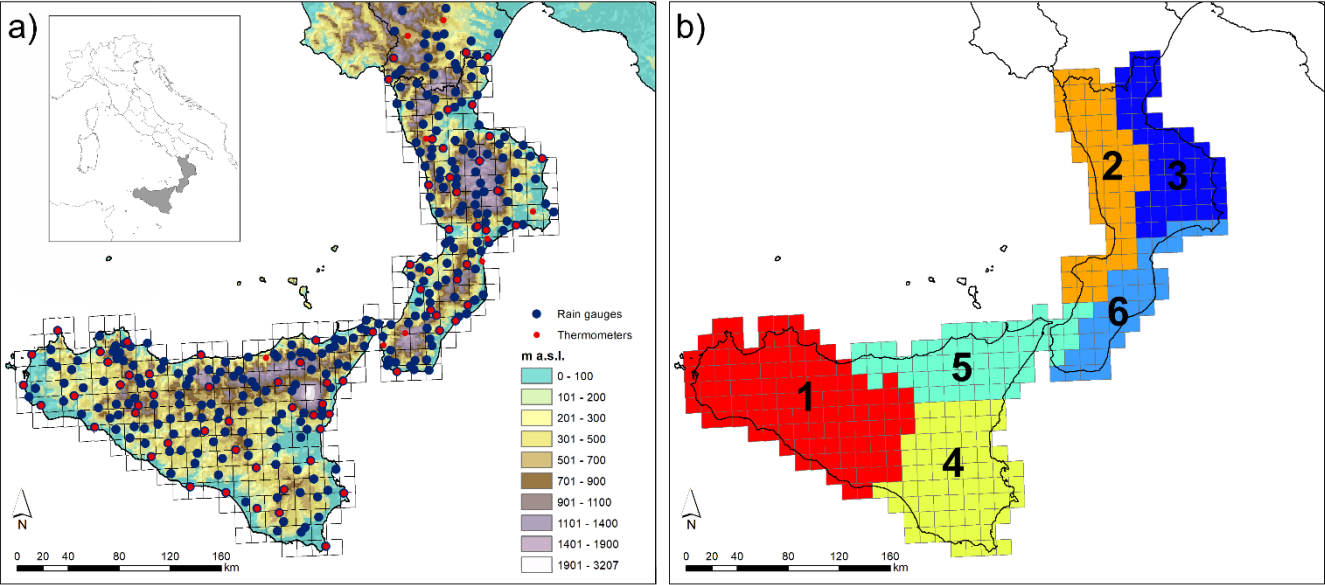 a)
Rain gauges
Thermometers
m a.s.l.
0 - 100
101 - 200
201 - 300
301 - 500
501 - 700
701 - 900
901 - 1100
1101 - 1400
1401 - 1900
1901 - 3207
N
0 20 40 80 120 160
km
b)
2
3
6
5
1
4
N
0 20 40 80 120 160
km